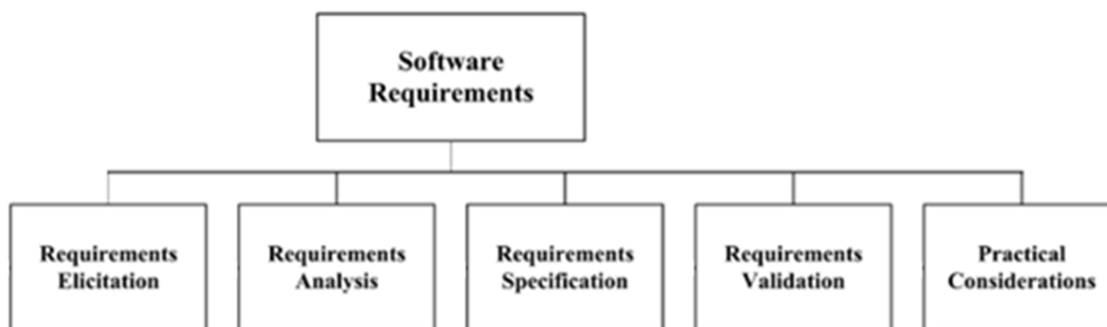 Software
Requirements
Requirements
Elicitation
Requirements
Analysis
Requirements
Specification
Requirements
Validation
Practical
Considerations